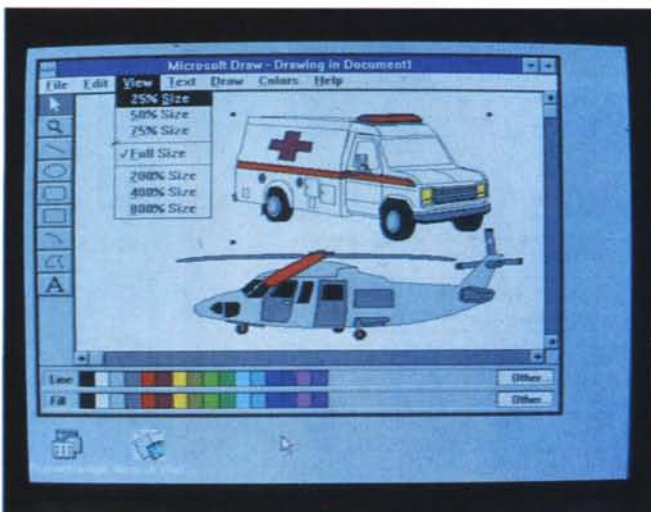 Microsoft Draw - Drawing in Document1
File Edit View Text Draw Colors Help
25% Size
50% Size
75% Size
✓Full Size
200% Size
400% Size
800% Size
A
Line Other
Fill Other